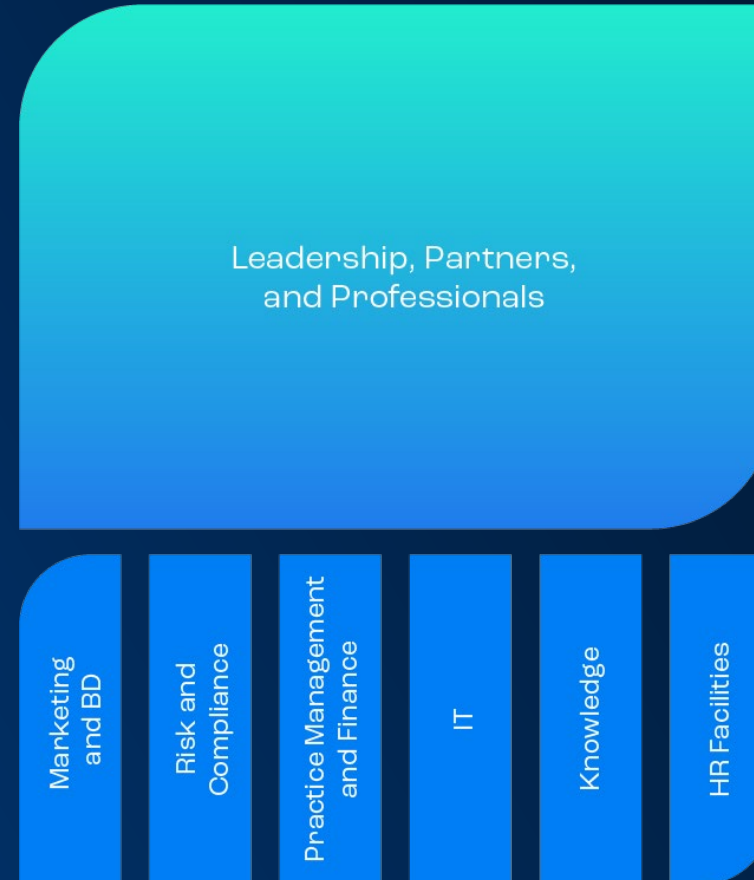 Leadership, Partners,
and Professionals
Marketing
and BD
Risk and
Compliance
Practice Management
and Finance
IT
Knowledge
HR Facilities